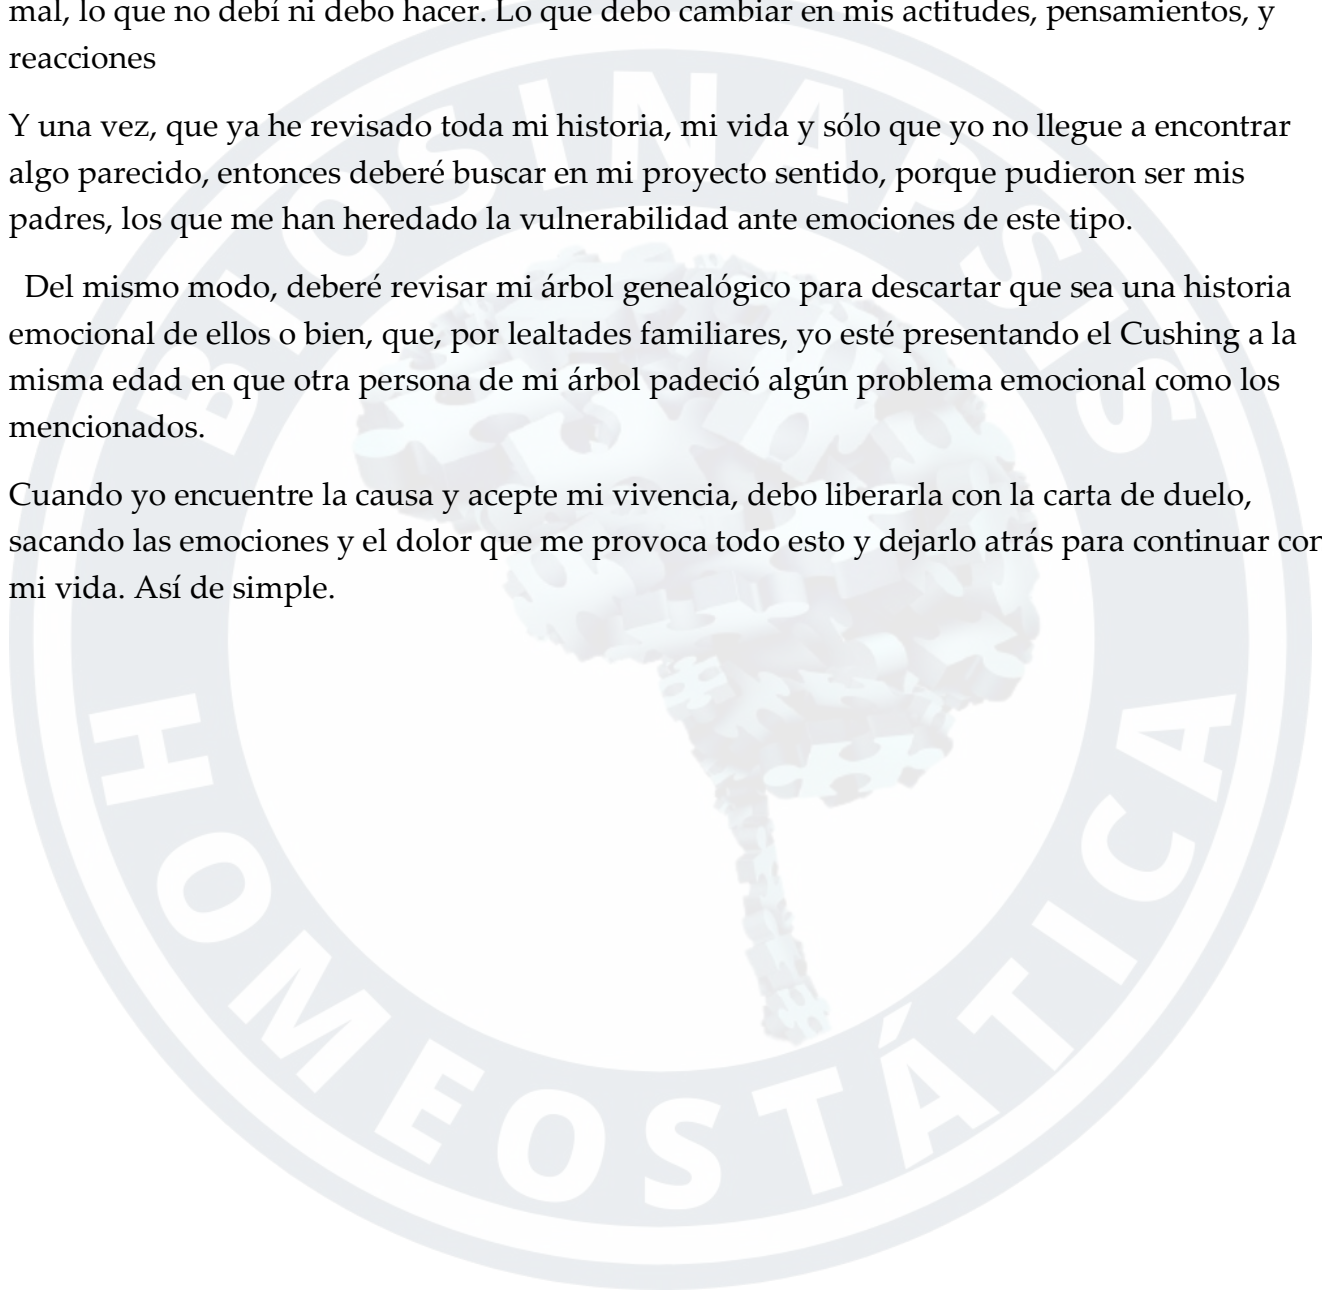 mal, lo que no debí ni debo hacer. Lo que debo cambiar en mis actitudes, pensamientos, y
reacciones
Y una vez, que ya he revisado toda mi historia, mi vida y sólo que yo no llegue a encontrar
algo parecido, entonces deberé buscar en mi proyecto sentido, porque pudieron ser mis
padres, los que me han heredado la vulnerabilidad ante emociones de este tipo.
Del mismo modo, deberé revisar mi árbol genealógico para descartar que sea una historia
emocional de ellos o bien, que, por lealtades familiares, yo esté presentando el Cushing a la
misma edad en que otra persona de mi árbol padeció algún problema emocional como los
mencionados.
Cuando yo encuentre la causa y acepte mi vivencia, debo liberarla con la carta de duelo,
sacando las emociones y el dolor que me provoca todo esto y dejarlo atrás para continuar con
mi vida. Así de simple.
BIOSINAPSIS
HOMEOSTÁTICA